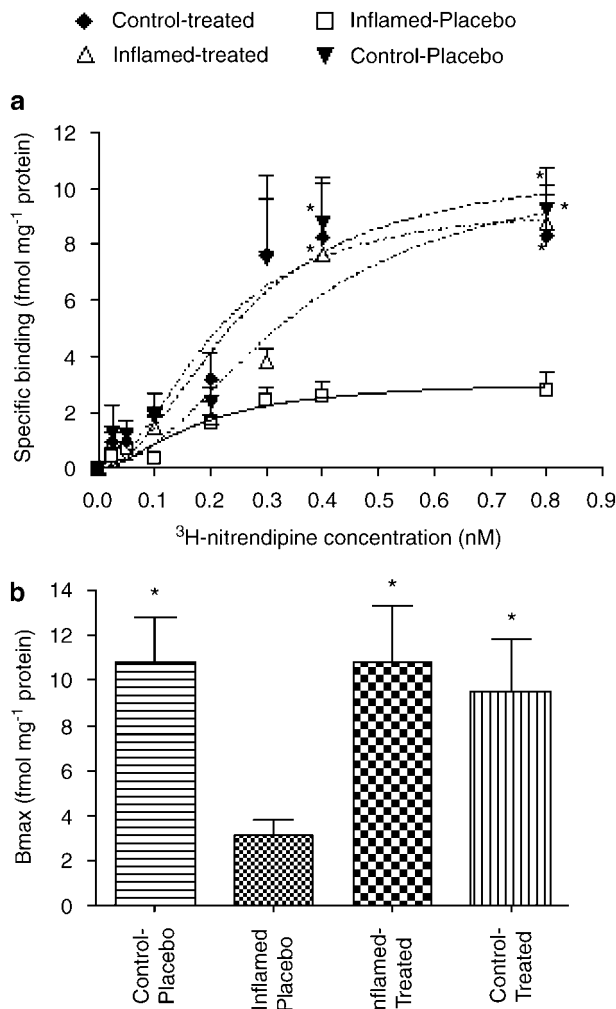 Control-treated Inflamed-Placebo
Inflamed-treated Control-Placebo
a
Specific binding (fmol mg⁻¹ protein)
12
10
8
6
4
2
0
* * * * *
0.0 0.1 0.2 0.3 0.4 0.5 0.6 0.7 0.8 0.9
³H-nitrendipine concentration (nM)
b
Bmax (fmol mg⁻¹ protein)
14
12
10
8
6
4
2
0
* * *
Control-
Placebo
Inflamed
Placebo
Inflamed-
Treated
Control-
Treated